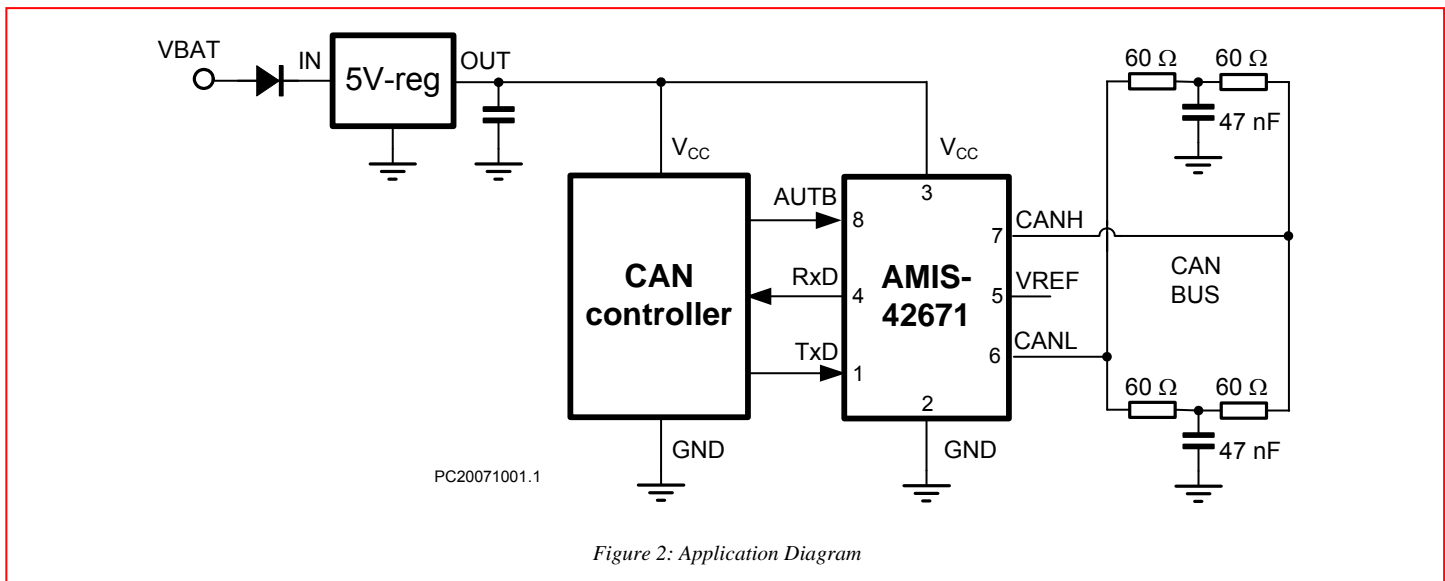 VBAT
IN
5V-reg
OUT
60 Ω
60 Ω
47 nF
VCC
VCC
AUTB
8
3
7
CANH
CAN
controller
RxD
4
AMIS-
42671
5
VREF
CAN
BUS
TxD
1
6
CANL
2
60 Ω
60 Ω
47 nF
GND
GND
PC20071001.1
Figure 2: Application Diagram